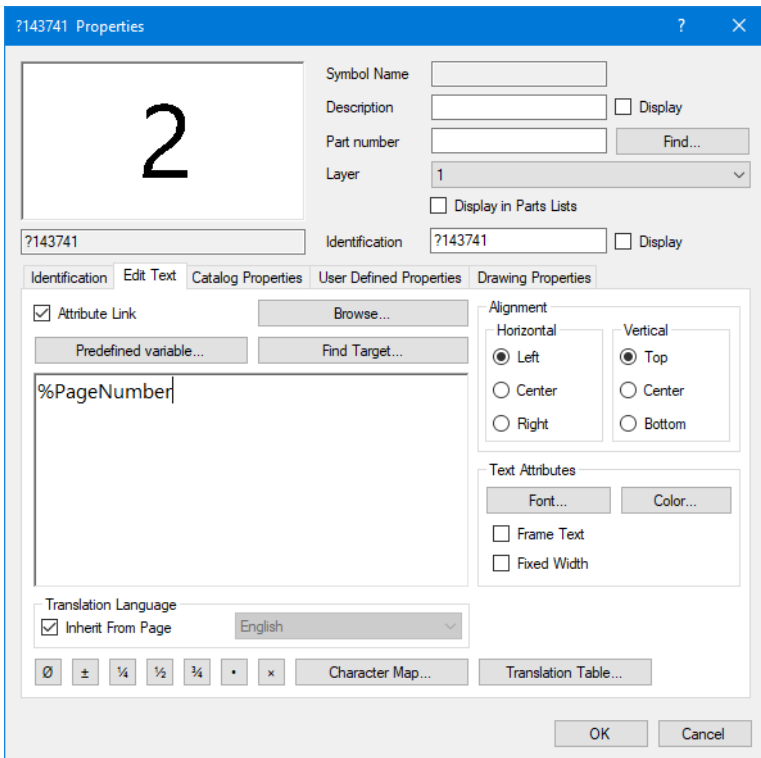 ?143741 Properties
?
×
2
?143741
Symbol Name
Description
Display
Part number
Find...
Layer
1
Display in Parts Lists
Identification
?143741
Display
Identification
Edit Text
Catalog Properties
User Defined Properties
Drawing Properties
Attribute Link
Browse...
Predefined variable...
Find Target...
%PageNumber
Alignment
Horizontal
Left
Center
Right
Vertical
Top
Center
Bottom
Text Attributes
Font...
Color...
Frame Text
Fixed Width
Translation Language
Inherit From Page
English
Ø
±
¼
½
¾
•
×
Character Map...
Translation Table...
OK
Cancel